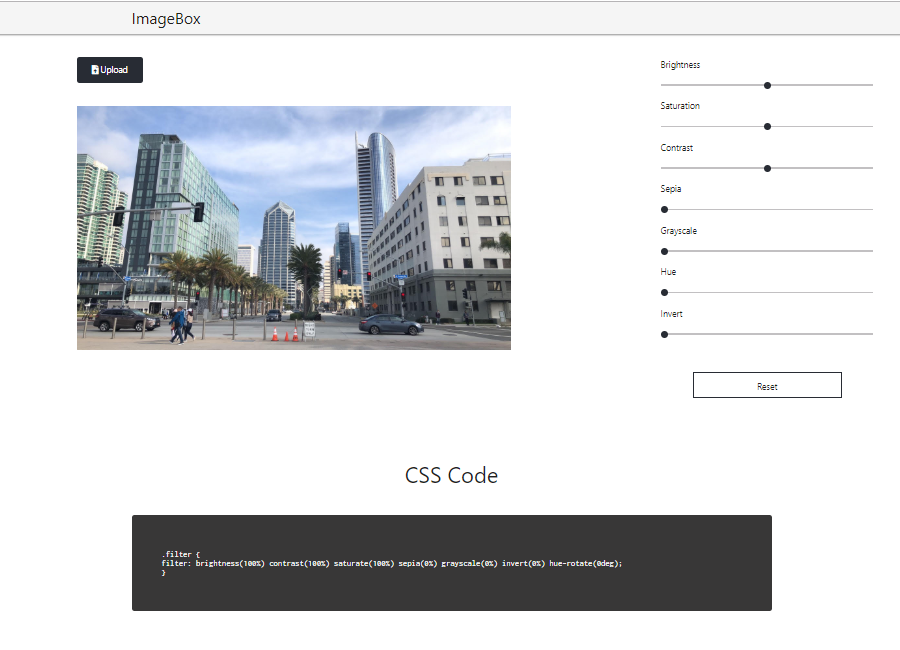 ImageBox
Upload
Brightness
Saturation
Contrast
Sepia
Grayscale
Hue
Invert
Reset
CSS Code
.filter {
filter: brightness(100%) contrast(100%) saturate(100%) sepia(0%) grayscale(0%) invert(0%) hue-rotate(0deg);
}